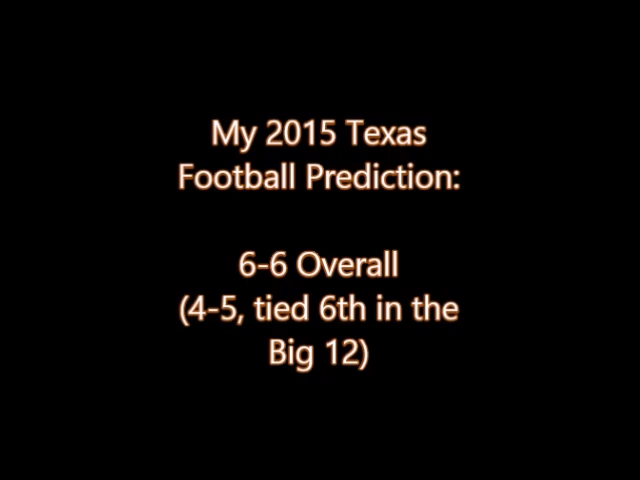 My 2015 Texas
Football Prediction:
6-6 Overall
(4-5, tied 6th in the
Big 12)